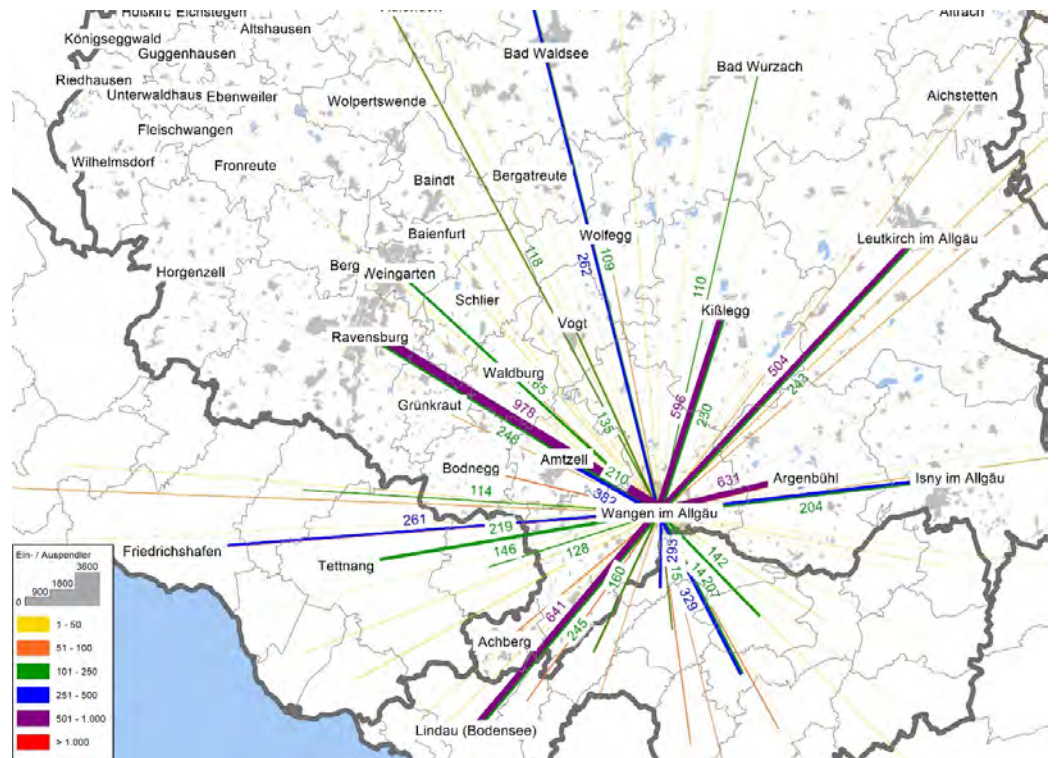 Hoßkirc Eichstegen
Altshausen
Altrach
Königseggwald
Guggenhausen
Bad Waldsee
Bad Wurzach
Riedhausen
Unterwaldhaus Ebenweiler
Wolpertswende
Aichstetten
Fleischwangen
Wilhelmsdorf
Fronreute
Baindt
Bergatreute
Baienfurt
Wolfegg
Leutkirch im Allgäu
118
262
109
Horgenzell
Berg
Weingarten
110
Schlier
Kißlegg
Vogt
Ravensburg
504
243
Waldburg
65
Grünkraut
978
596
230
248
135
Amtzell
210
Bodnegg
382
631
Argenbühl
Isny im Allgäu
114
204
Wangen im Allgäu
261
219
Friedrichshafen
146
128
Tettnang
160
293
142
15
14
207
329
641
245
Achberg
Lindau (Bodensee)
Ein- / Auspendler
3600
1600
900
0
1 - 50
51 - 100
101 - 250
251 - 500
501 - 1.000
> 1.000